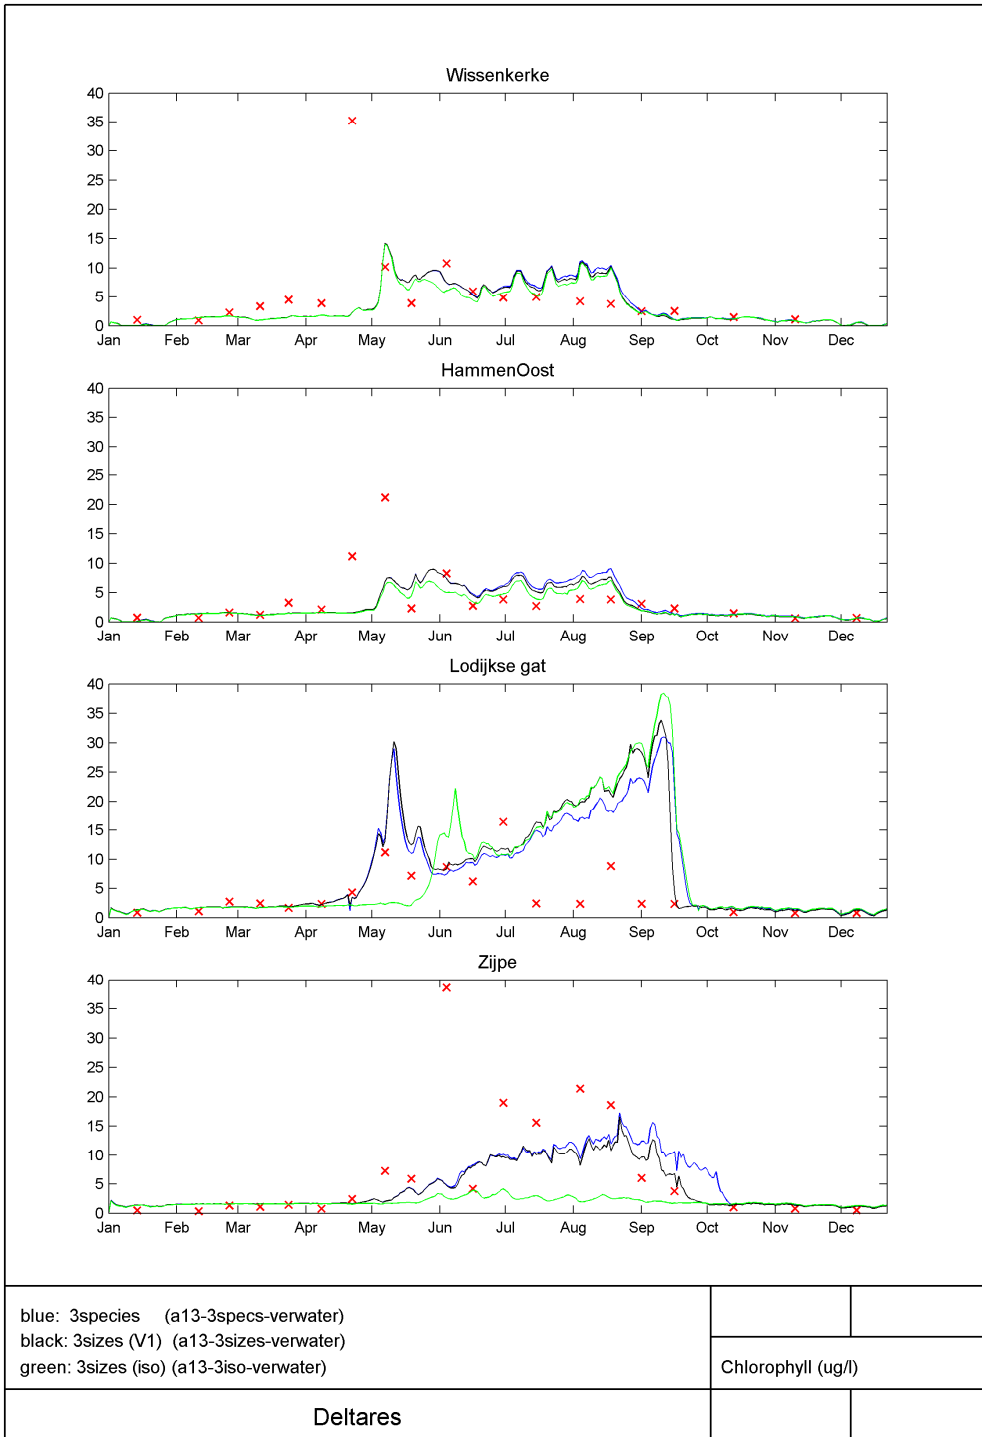 Wissenkerke
40
35
30
25
20
15
10
5
0
Jan Feb Mar Apr May Jun Jul Aug Sep Oct Nov Dec
HammenOost
40
35
30
25
20
15
10
5
0
Jan Feb Mar Apr May Jun Jul Aug Sep Oct Nov Dec
Lodijkse gat
40
35
30
25
20
15
10
5
0
Jan Feb Mar Apr May Jun Jul Aug Sep Oct Nov Dec
Zijpe
40
35
30
25
20
15
10
5
0
Jan Feb Mar Apr May Jun Jul Aug Sep Oct Nov Dec
blue: 3species (a13-3specs-verwater)
black: 3sizes (V1) (a13-3sizes-verwater)
green: 3sizes (iso) (a13-3iso-verwater)
Chlorophyll (ug/l)
Deltares